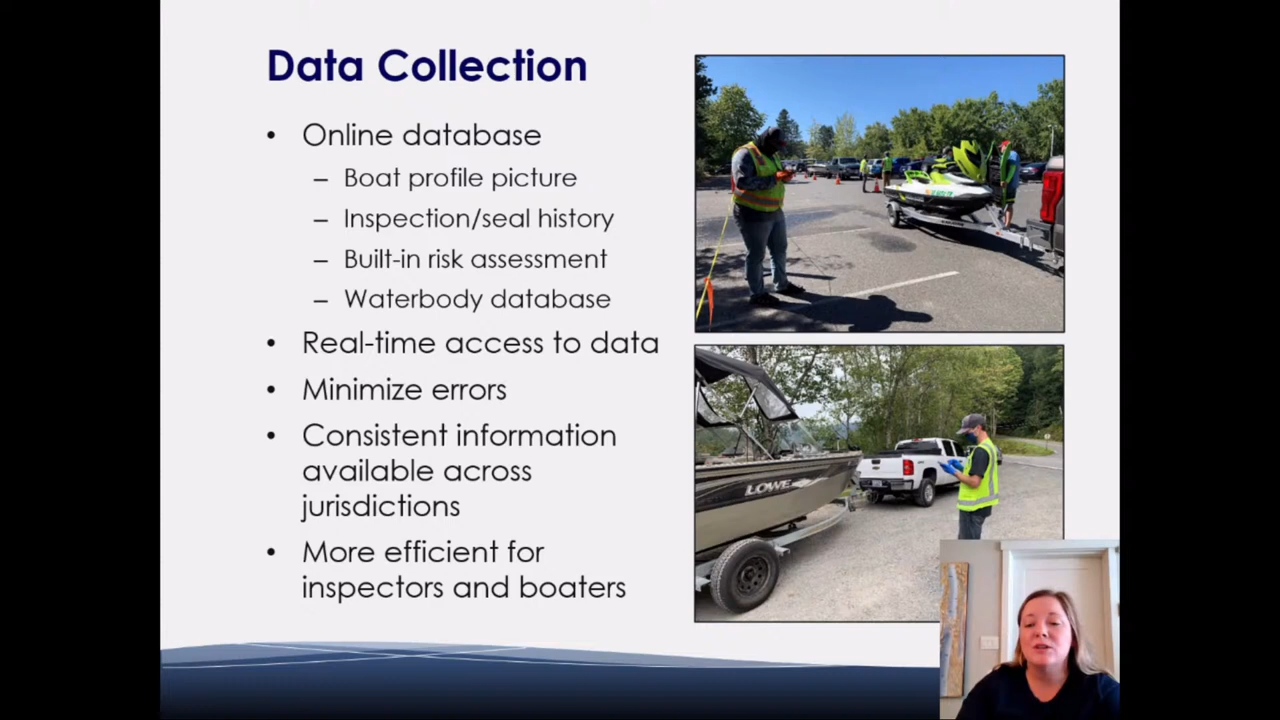 Data Collection
• Online database
– Boat profile picture
– Inspection/seal history
– Built-in risk assessment
– Waterbody database
• Real-time access to data
• Minimize errors
• Consistent information
available across
jurisdictions
• More efficient for
inspectors and boaters
LOWE